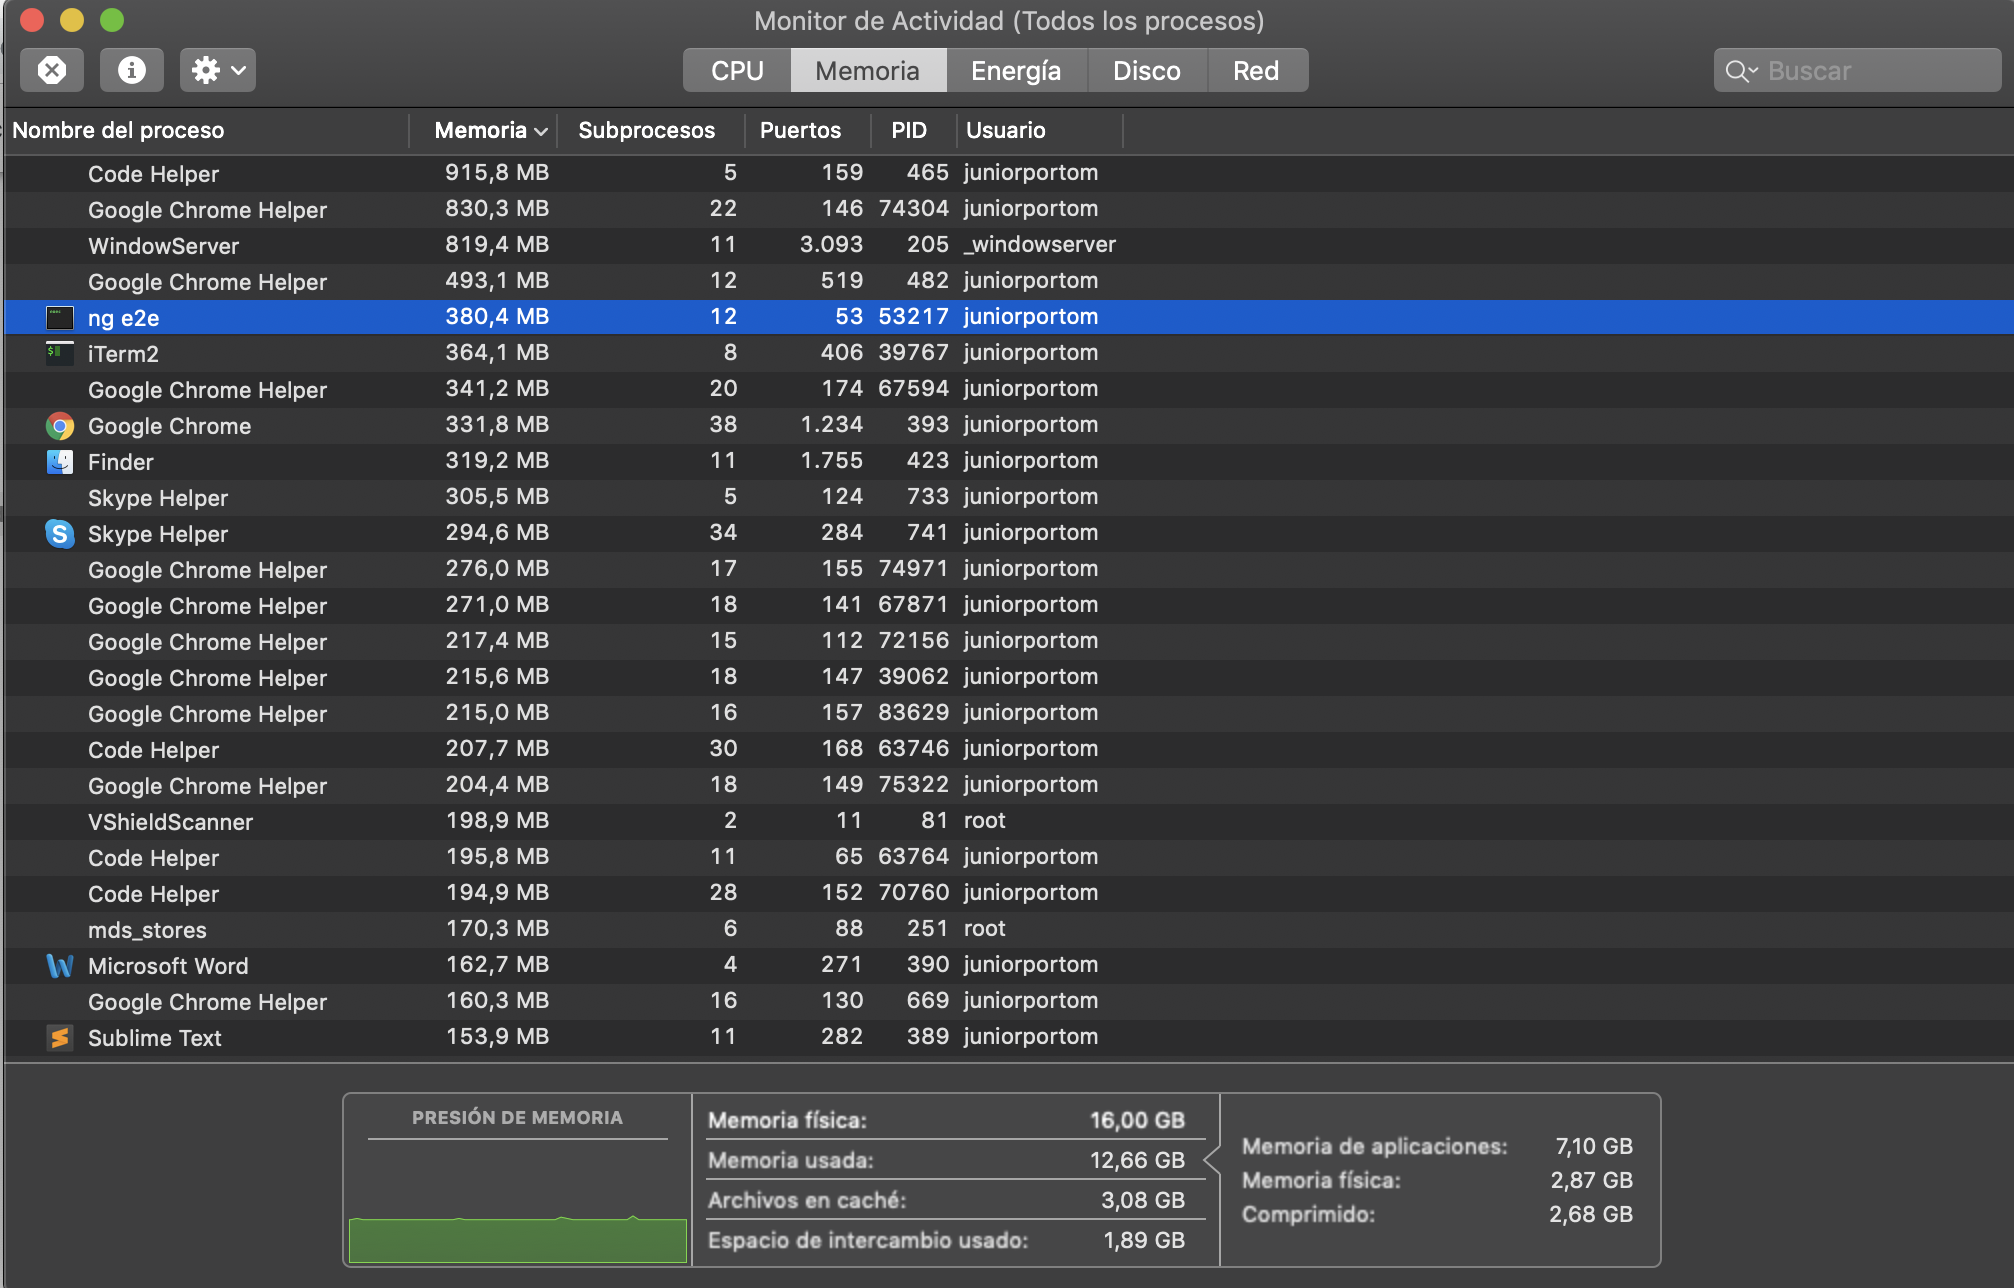 Monitor de Actividad (Todos los procesos)
CPU Memoria Energía Disco Red Buscar
Nombre del proceso Memoria Subprocesos Puertos PID Usuario
Code Helper 915,8 MB 5 159 465 juniorportom
Google Chrome Helper 830,3 MB 22 146 74304 juniorportom
WindowServer 819,4 MB 11 3.093 205 _windowserver
Google Chrome Helper 493,1 MB 12 519 482 juniorportom
ng e2e 380,4 MB 12 53 53217 juniorportom
iTerm2 364,1 MB 8 406 39767 juniorportom
Google Chrome Helper 341,2 MB 20 174 67594 juniorportom
Google Chrome 331,8 MB 38 1.234 393 juniorportom
Finder 319,2 MB 11 1.755 423 juniorportom
Skype Helper 305,5 MB 5 124 733 juniorportom
Skype Helper 294,6 MB 34 284 741 juniorportom
Google Chrome Helper 276,0 MB 17 155 74971 juniorportom
Google Chrome Helper 271,0 MB 18 141 67871 juniorportom
Google Chrome Helper 217,4 MB 15 112 72156 juniorportom
Google Chrome Helper 215,6 MB 18 147 39062 juniorportom
Google Chrome Helper 215,0 MB 16 157 83629 juniorportom
Code Helper 207,7 MB 30 168 63746 juniorportom
Google Chrome Helper 204,4 MB 18 149 75322 juniorportom
VShieldScanner 198,9 MB 2 11 81 root
Code Helper 195,8 MB 11 65 63764 juniorportom
Code Helper 194,9 MB 28 152 70760 juniorportom
mds_stores 170,3 MB 6 88 251 root
Microsoft Word 162,7 MB 4 271 390 juniorportom
Google Chrome Helper 160,3 MB 16 130 669 juniorportom
Sublime Text 153,9 MB 11 282 389 juniorportom
PRESIÓN DE MEMORIA
Memoria física: 16,00 GB
Memoria usada: 12,66 GB
Archivos en caché: 3,08 GB
Espacio de intercambio usado: 1,89 GB
Memoria de aplicaciones: 7,10 GB
Memoria física: 2,87 GB
Comprimido: 2,68 GB